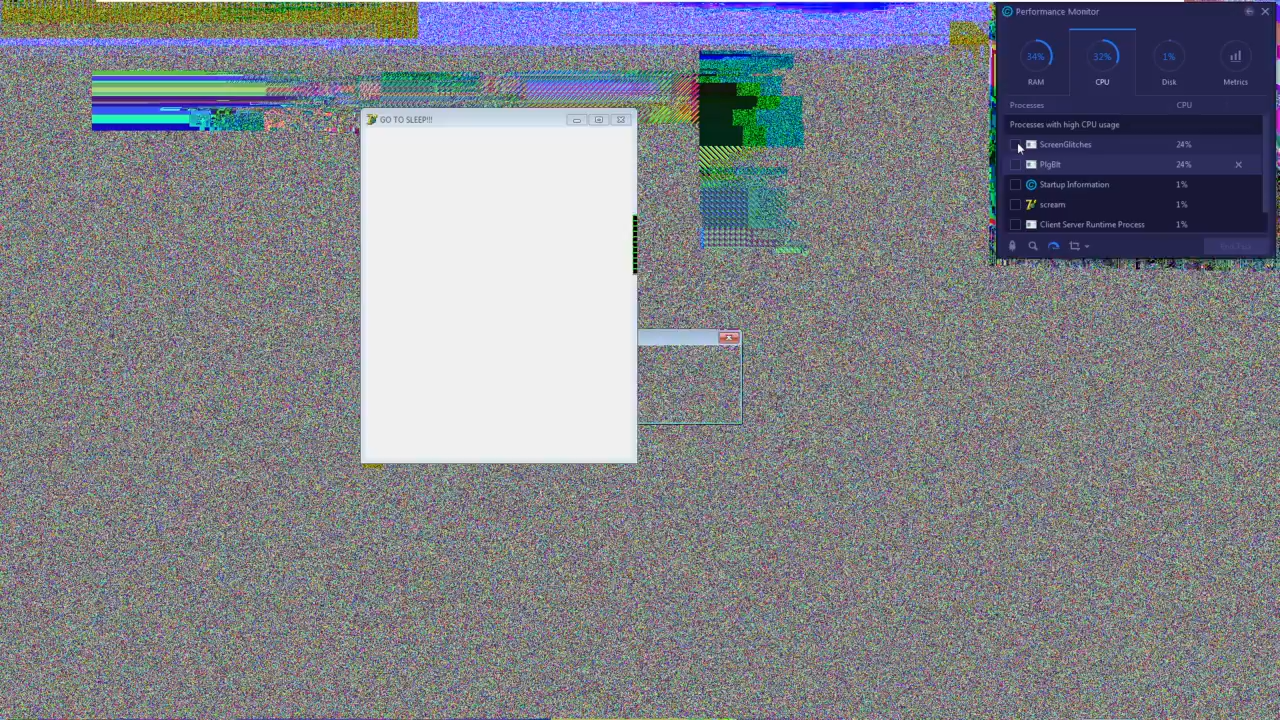 Performance Monitor
34%
32%
1%
RAM
CPU
Disk
Metrics
Processes
CPU
Processes with high CPU usage
GO TO SLEEP!!!
ScreenGlitches 24%
PlgBlt 24%
Startup Information 1%
scream 1%
Client Server Runtime Process 1%